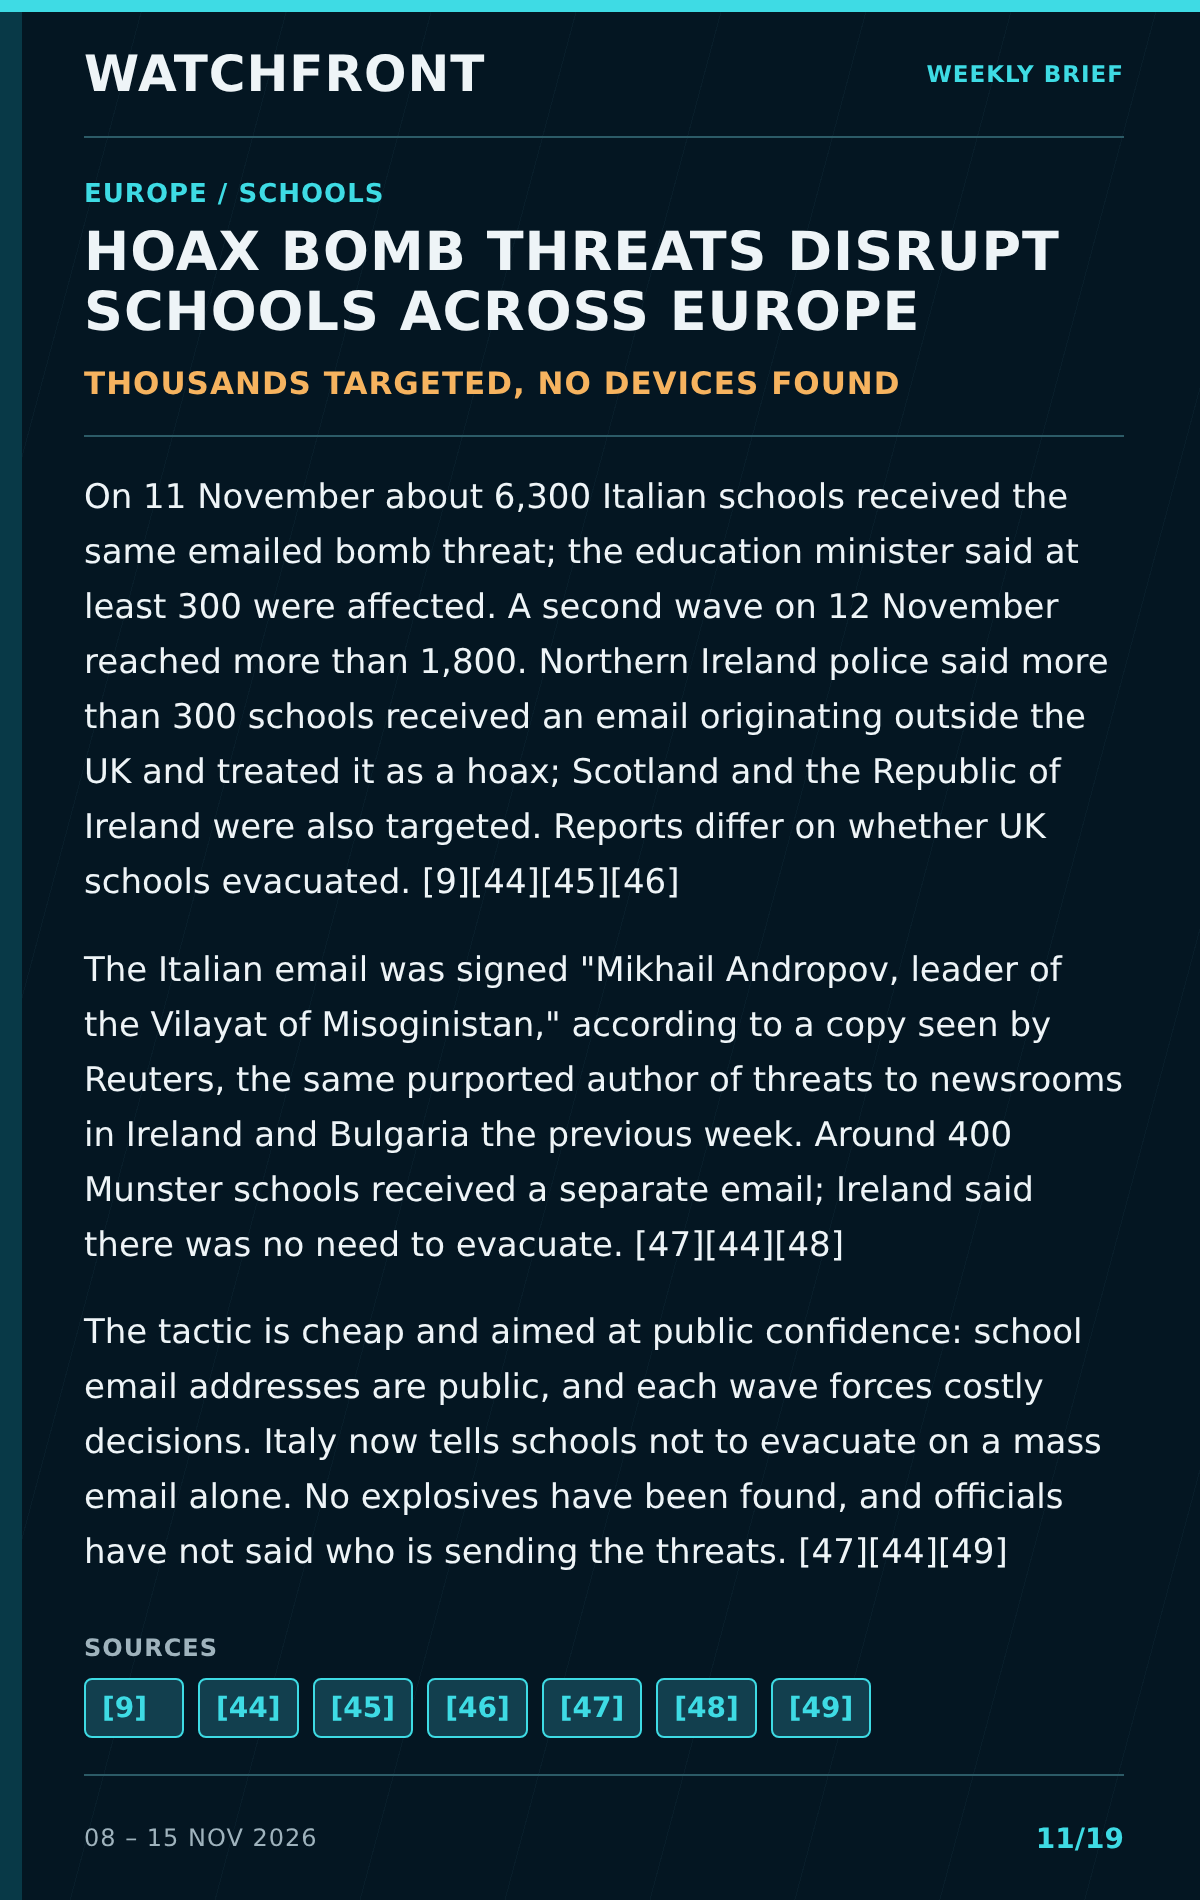 WATCHFRONT
WEEKLY BRIEF
EUROPE / SCHOOLS
HOAX BOMB THREATS DISRUPT
SCHOOLS ACROSS EUROPE
THOUSANDS TARGETED, NO DEVICES FOUND
On 11 November about 6,300 Italian schools received the
same emailed bomb threat; the education minister said at
least 300 were affected. A second wave on 12 November
reached more than 1,800. Northern Ireland police said more
than 300 schools received an email originating outside the
UK and treated it as a hoax; Scotland and the Republic of
Ireland were also targeted. Reports differ on whether UK
schools evacuated. [9][44][45][46]
The Italian email was signed "Mikhail Andropov, leader of
the Vilayat of Misoginistan," according to a copy seen by
Reuters, the same purported author of threats to newsrooms
in Ireland and Bulgaria the previous week. Around 400
Munster schools received a separate email; Ireland said
there was no need to evacuate. [47][44][48]
The tactic is cheap and aimed at public confidence: school
email addresses are public, and each wave forces costly
decisions. Italy now tells schools not to evacuate on a mass
email alone. No explosives have been found, and officials
have not said who is sending the threats. [47][44][49]
SOURCES
[9] [44] [45] [46] [47] [48] [49]
08 – 15 NOV 2026
11/19